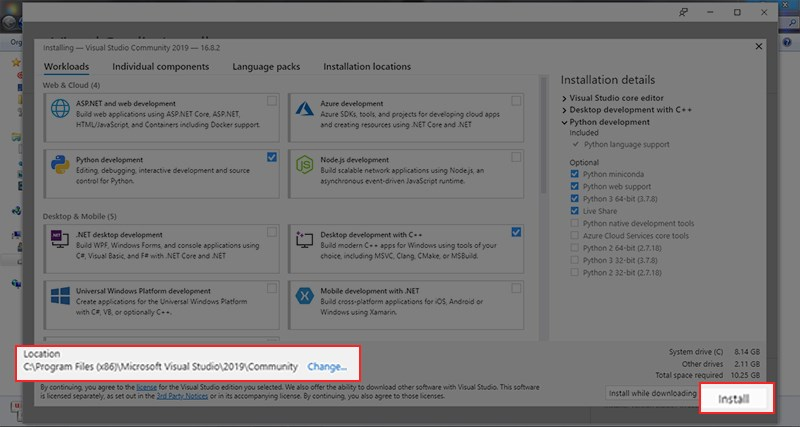 Installing — Visual Studio Community 2019 — 16.8.2
Workloads Individual components Language packs Installation locations
Web & Cloud (4)
ASP.NET and web development
Build web applications using ASP.NET Core, ASP.NET,
HTML/JavaScript, and Containers including Docker support.
Azure development
Azure SDKs, tools, and projects for developing cloud apps
and creating resources using .NET Core and .NET
Python development
Editing, debugging, interactive development and source
control for Python.
Node.js development
Build scalable network applications using Node.js, an
asynchronous event-driven JavaScript runtime.
Desktop & Mobile (5)
.NET
.NET desktop development
Build WPF, Windows Forms, and console applications using
C#, Visual Basic, and F# with .NET Core and .NET
Desktop development with C++
Build modern C++ apps for Windows using tools of your
choice, including MSVC, Clang, CMake, or MSBuild.
Universal Windows Platform development
Create applications for the Universal Windows Platform
with C#, VB, or optionally C++.
Mobile development with .NET
Build cross-platform applications for iOS, Android or
Windows using Xamarin.
Installation details
Visual Studio core editor
Desktop development with C++
Python development
Included
Python language support
Optional
Python miniconda
Python web support
Python 3 64-bit (3.7.8)
Live Share
Python native development tools
Azure Cloud Services core tools
Python 2 64-bit (2.7.18)
Python 3 32-bit (3.7.8)
Python 2 32-bit (2.7.18)
Location
C:\Program Files (x86)\Microsoft Visual Studio\2019\Community Change...
System drive (C) 8.14 GB
Other drives 2.11 GB
Total space required 10.25 GB
By continuing, you agree to the license for the Visual Studio edition you selected. We also offer the ability to download other software with Visual Studio. This software
is licensed separately, as set out in the 3rd Party Notices or in its accompanying license. By continuing, you also agree to those licenses.
Install while downloading
Install